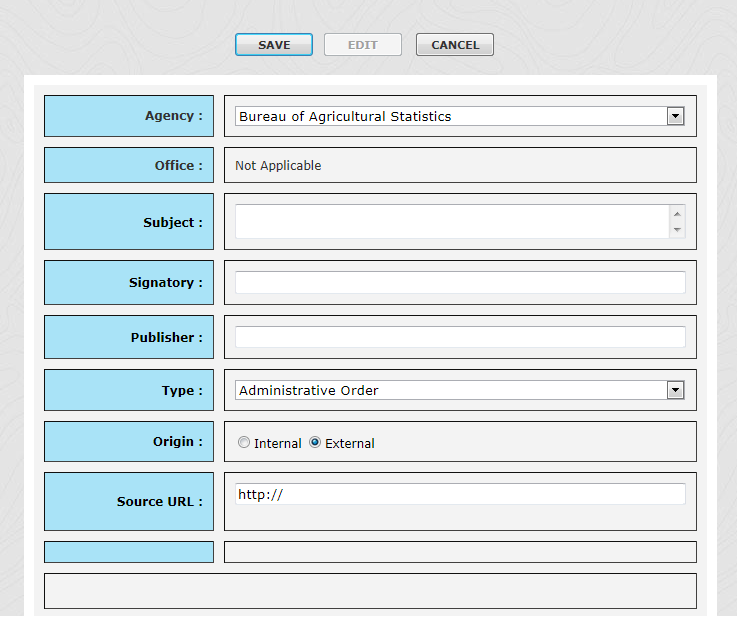 SAVE EDIT CANCEL
Agency : Bureau of Agricultural Statistics
Office : Not Applicable
Subject :
Signatory :
Publisher :
Type : Administrative Order
Origin : Internal External
Source URL : http://